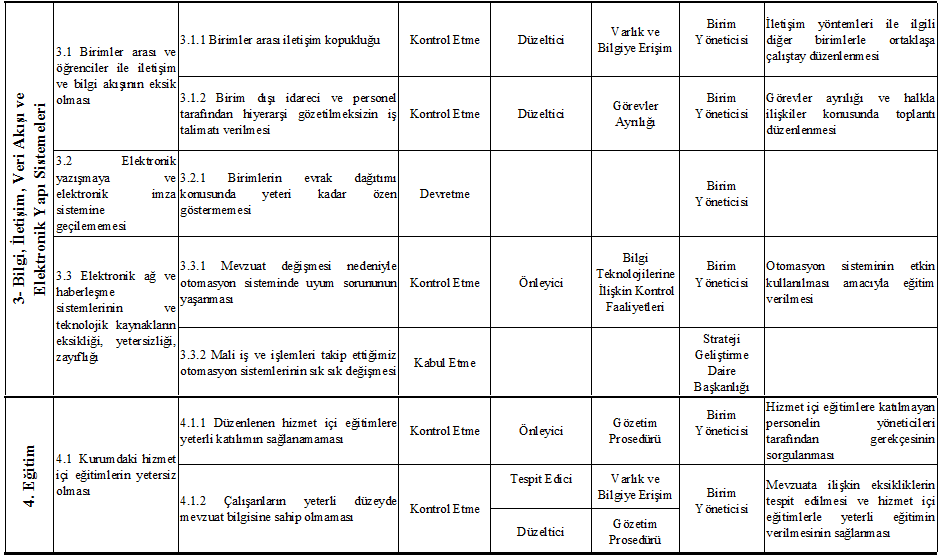 3- Bilgi, İletişim, Veri Akışı ve
Elektronik Yapı Sistemeleri
3.1 Birimler arası ve
öğrenciler ile iletişim
ve bilgi akışının eksik
olması
3.1.1 Birimler arası iletişim kopukluğu
Kontrol Etme
Düzeltici
Varlık ve
Bilgiye Erişim
Birim
Yöneticisi
İletişim yöntemleri ile ilgili
diğer birimlerle ortaklaşa
çalıştay düzenlenmesi
3.1.2 Birim dışı idareci ve personel
tarafından hiyerarşi gözetilmeksizin iş
talimatı verilmesi
Kontrol Etme
Düzeltici
Görevler
Ayrılığı
Birim
Yöneticisi
Görevler ayrılığı ve halkla
ilişkiler konusunda toplantı
düzenlenmesi
3.2 Elektronik
yazışmaya ve
elektronik imza
sistemine
geçilememesi
3.2.1 Birimlerin evrak dağıtımı
konusunda yeteri kadar özen
göstermemesi
Devretme
Birim
Yöneticisi
3.3 Elektronik ağ ve
haberleşme
sistemlerinin ve
teknolojik kaynakların
eksikliği, yetersizliği,
zayıflığı
3.3.1 Mevzuat değişmesi nedeniyle
otomasyon sisteminde uyum sorununun
yaşanması
Kontrol Etme
Önleyici
Bilgi
Teknolojilerine
İlişkin Kontrol
Faaliyetleri
Birim
Yöneticisi
Otomasyon sisteminin etkin
kullanılması amacıyla eğitim
verilmesi
3.3.2 Mali iş ve işlemleri takip ettiğimiz
otomasyon sistemlerinin sık sık değişmesi
Kabul Etme
Strateji
Geliştirme
Daire
Başkanlığı
4. Eğitim
4.1 Kurumdaki hizmet
içi eğitimlerin yetersiz
olması
4.1.1 Düzenlenen hizmet içi eğitimlere
yeterli katılımın sağlanamaması
Kontrol Etme
Önleyici
Gözetim
Prosedürü
Birim
Yöneticisi
Hizmet içi eğitimlere katılmayan
personelin yöneticileri
tarafından gerekçesinin
sorgulanması
4.1.2 Çalışanların yeterli düzeyde
mevzuat bilgisine sahip olmaması
Kontrol Etme
Tespit Edici
Varlık ve
Bilgiye Erişim
Düzeltici
Gözetim
Prosedürü
Birim
Yöneticisi
Mevzuata ilişkin eksikliklerin
tespit edilmesi ve hizmet içi
eğitimlerle yeterli eğitimin
verilmesinin sağlanması